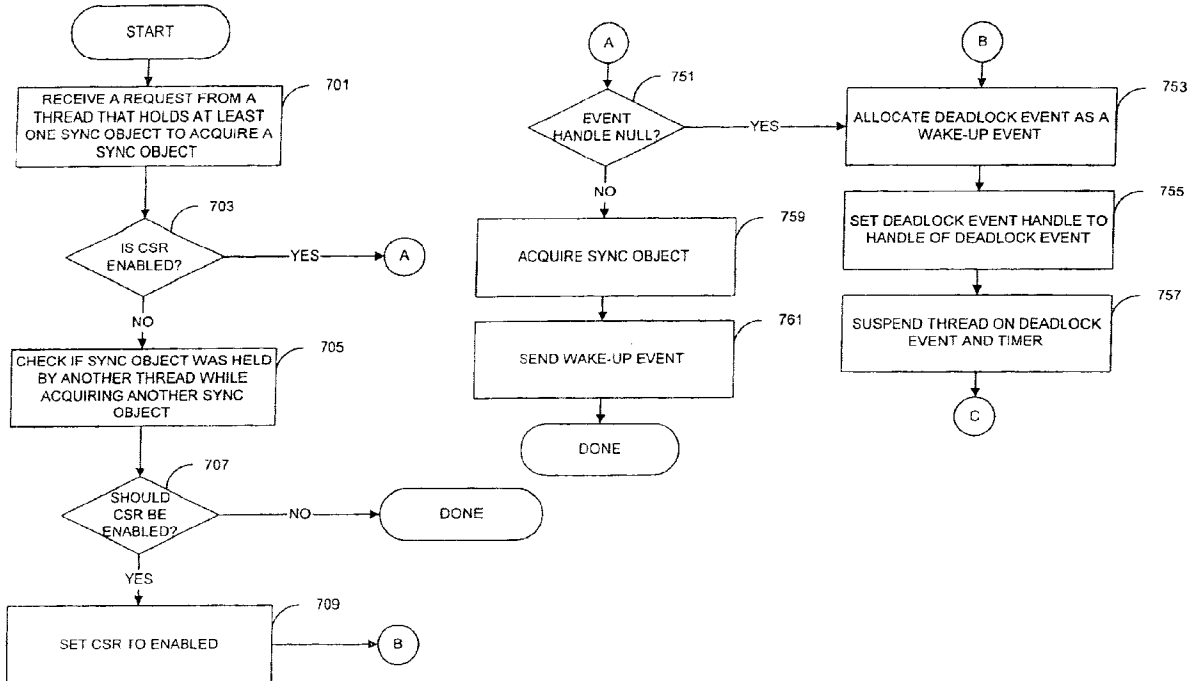 START
701
RECEIVE A REQUEST FROM A
THREAD THAT HOLDS AT LEAST
ONE SYNC OBJECT TO ACQUIRE A
SYNC OBJECT
703
IS CSR
ENABLED?
YES
A
NO
705
CHECK IF SYNC OBJECT WAS HELD
BY ANOTHER THREAD WHILE
ACQUIRING ANOTHER SYNC
OBJECT
707
SHOULD
CSR BE
ENABLED?
NO
DONE
YES
709
SET CSR TO ENABLED
B
A
751
EVENT
HANDLE NULL?
YES
NO
759
ACQUIRE SYNC OBJECT
761
SEND WAKE-UP EVENT
DONE
B
753
ALLOCATE DEADLOCK EVENT AS A
WAKE-UP EVENT
755
SET DEADLOCK EVENT HANDLE TO
HANDLE OF DEADLOCK EVENT
757
SUSPEND THREAD ON DEADLOCK
EVENT AND TIMER
C